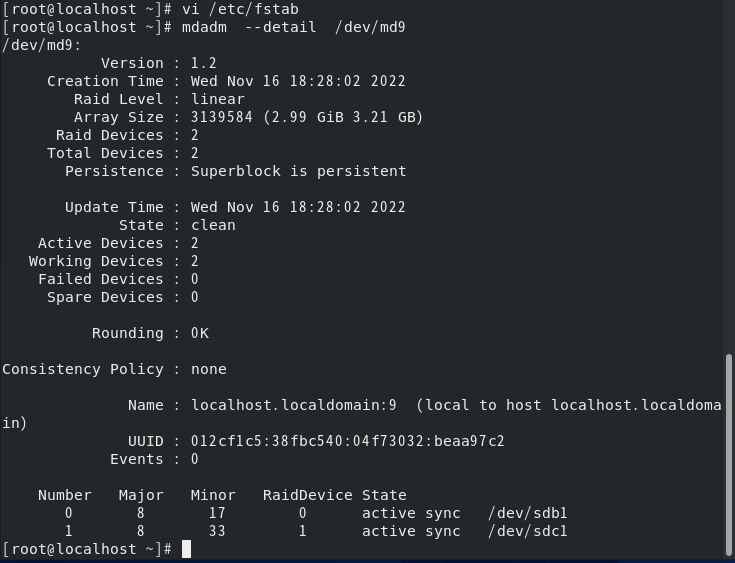 [root@localhost ~]# vi /etc/fstab
[root@localhost ~]# mdadm  --detail  /dev/md9
/dev/md9:
           Version : 1.2
     Creation Time : Wed Nov 16 18:28:02 2022
        Raid Level : linear
        Array Size : 3139584 (2.99 GiB 3.21 GB)
      Raid Devices : 2
     Total Devices : 2
       Persistence : Superblock is persistent

       Update Time : Wed Nov 16 18:28:02 2022
             State : clean
    Active Devices : 2
   Working Devices : 2
    Failed Devices : 0
     Spare Devices : 0

          Rounding : 0K

Consistency Policy : none

              Name : localhost.localdomain:9  (local to host localhost.localdoma
in)
              UUID : 012cf1c5:38fbc540:04f73032:beaa97c2
            Events : 0

    Number   Major   Minor   RaidDevice State
       0       8       17        0      active sync   /dev/sdb1
       1       8       33        1      active sync   /dev/sdc1
[root@localhost ~]#